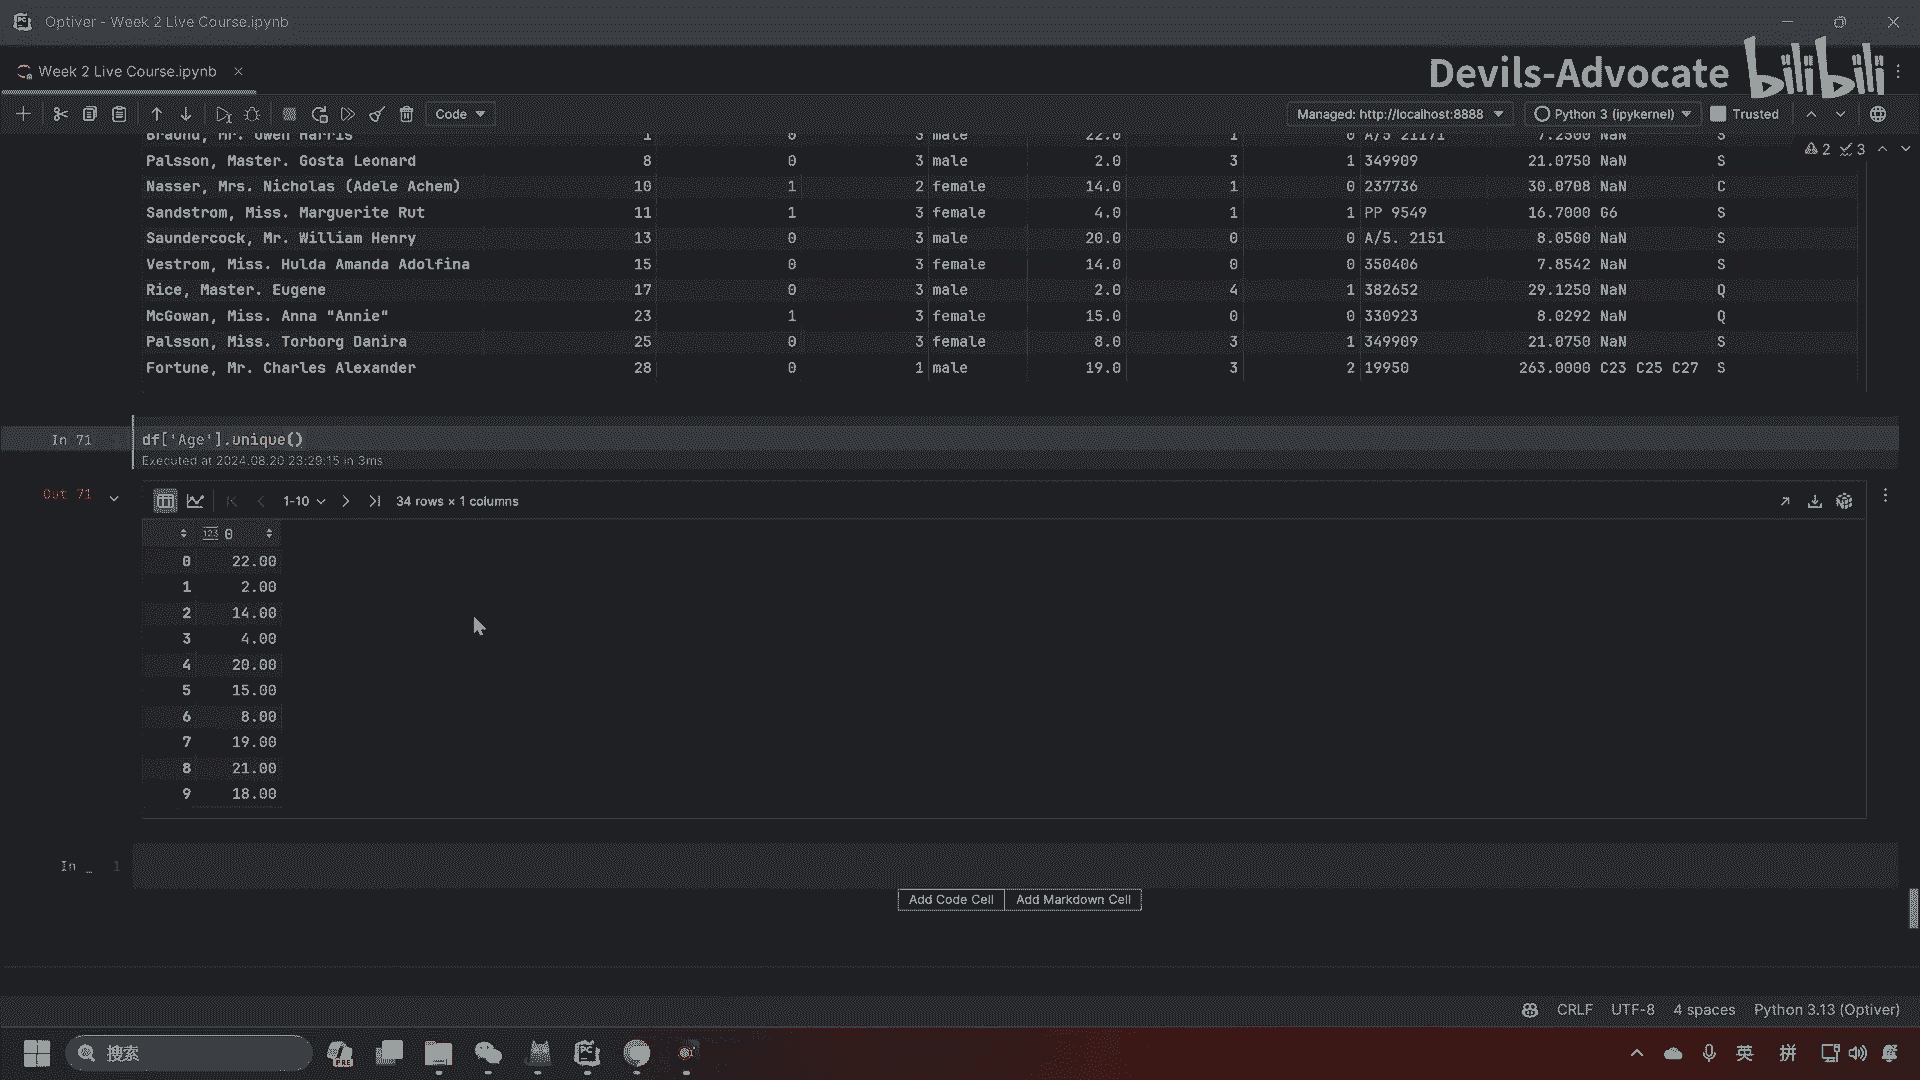 Optiver - Week 2 Live Course.ipynb
Week 2 Live Course.ipynb
Devils-Advocate bilibili
Code
Managed: http://localhost:8888
Python 3 (ipykernel)
Trusted
2 3
Braund, Mr. Owen Harris 1 0 3 male 22.0 1 0 A/5 21171 7.2500 NaN S
Palsson, Master. Gosta Leonard 8 0 3 male 2.0 3 1 349909 21.0750 NaN S
Nasser, Mrs. Nicholas (Adele Achem) 10 1 2 female 14.0 1 0 237736 30.0708 NaN C
Sandstrom, Miss. Marguerite Rut 11 1 3 female 4.0 1 1 PP 9549 16.7000 G6 S
Saundercock, Mr. William Henry 13 0 3 male 20.0 0 0 A/5. 2151 8.0500 NaN S
Vestrom, Miss. Hulda Amanda Adolfina 15 0 3 female 14.0 0 0 350406 7.8542 NaN S
Rice, Master. Eugene 17 0 3 male 2.0 4 1 382652 29.1250 NaN Q
McGowan, Miss. Anna "Annie" 23 1 3 female 15.0 0 0 330923 8.0292 NaN Q
Palsson, Miss. Torborg Danira 25 0 3 female 8.0 3 1 349909 21.0750 NaN S
Fortune, Mr. Charles Alexander 28 0 1 male 19.0 3 2 19950 263.0000 C23 C25 C27 S
In 71 df['Age'].unique()
Executed at 2024.08.20 23:29:15 in 3ms
Out 71
1-10 34 rows × 1 columns
123 0
0 22.00
1 2.00
2 14.00
3 4.00
4 20.00
5 15.00
6 8.00
7 19.00
8 21.00
9 18.00
In _ 1
Add Code Cell Add Markdown Cell
CRLF UTF-8 4 spaces Python 3.13 (Optiver)
搜索
PRE
英
拼